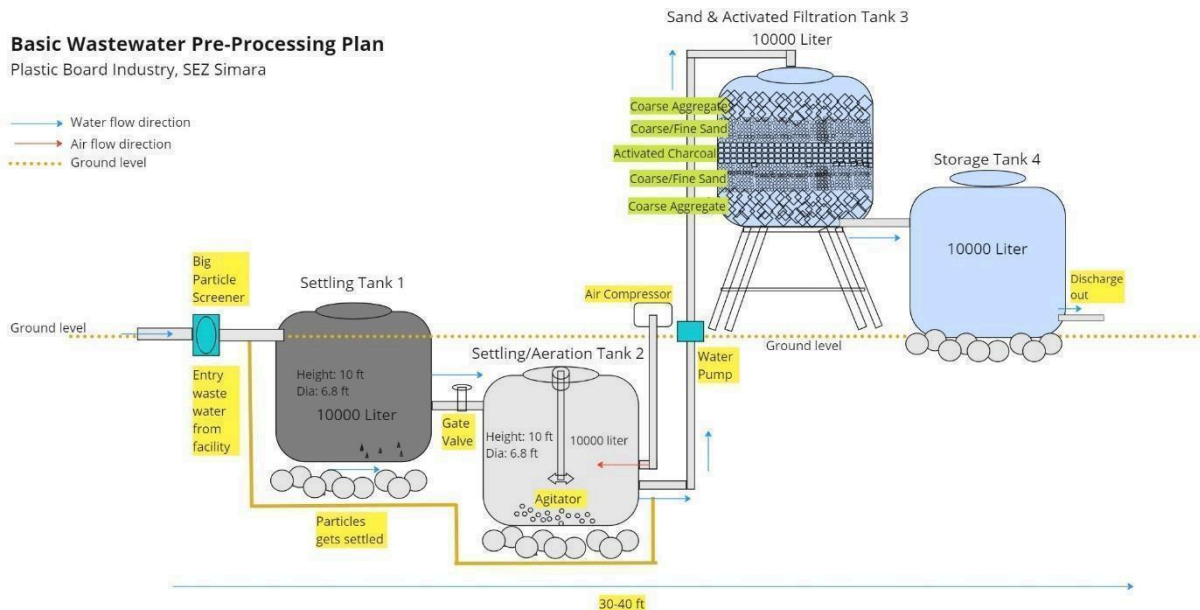 Basic Wastewater Pre-Processing Plan
Plastic Board Industry, SEZ Simara
Water flow direction
Air flow direction
Ground level
Sand & Activated Filtration Tank 3
10000 Liter
Coarse Aggregate
Coarse/Fine Sand
Activated Charcoal
Coarse/Fine Sand
Coarse Aggregate
Storage Tank 4
10000 Liter
Discharge
out
Big
Particle
Screener
Settling Tank 1
Air Compressor
Ground level
Ground level
Entry
waste
water
from
facility
Height: 10 ft
Dia: 6.8 ft
10000 Liter
Gate
Valve
Settling/Aeration Tank 2
Height: 10 ft
Dia: 6.8 ft
10000 liter
Agitator
Water
Pump
Particles
gets settled
30-40 ft